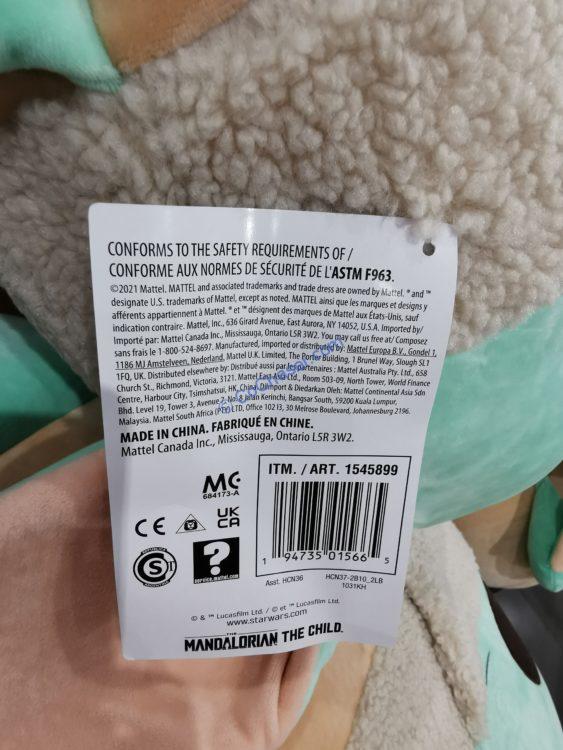 CONFORMS TO THE SAFETY REQUIREMENTS OF /
CONFORME AUX NORMES DE SÉCURITÉ DE L'ASTM F963.
©2021 Mattel. MATTEL and associated trademarks and trade dress are owned by Mattel. ® and ™
designate U.S. trademarks of Mattel, except as noted. MATTEL ainsi que les marques et designs y
afférents appartiennent à Mattel. ® et ™ désignent des marques de Mattel aux États-Unis, sauf
indication contraire. Mattel, Inc., 636 Girard Avenue, East Aurora, NY 14052, U.S.A. Imported by/
Importé par: Mattel Canada Inc., Mississauga, Ontario L5R 3W2. You may call us free at/ Composez
sans frais le 1-800-524-8697. Manufactured, imported or distributed by: Mattel Europa B.V., Gondel 1,
1186 MJ Amstelveen, Nederland. Mattel U.K. Limited, The Porter Building, 1 Brunel Way, Slough SL1
1FQ, UK. Distributed elsewhere by: Distribué ailleurs par le partenaires: Mattel Australia Pty. Ltd., 658
Church St., Richmond, Victoria, 3121. Mattel East Asia Ltd., Room 503-09, North Tower, World Finance
Centre, Harbour City, Tsimshatsui, HK, China. Import & Diedarkan Oleh: Mattel Continental Asia Sdn
Bhd. Level 19, Tower 3, Avenue 7, No. 8 Jalan Kerinchi, Bangsar South, 59200 Kuala Lumpur,
Malaysia. Mattel South Africa (Pty) LTD, Office 102 I3, 30 Melrose Boulevard, Johannesburg 2196.
MADE IN CHINA. FABRIQUÉ EN CHINE.
Mattel Canada Inc., Mississauga, Ontario L5R 3W2.
MC
684173-A
CE
UK
CA
S
?
service.mattel.com
ITM. / ART. 1545899
1 94735 01566 5
Asst. HCN36
HCN37-2B10_2LB
1031KH
© & ™ Lucasfilm Ltd. / © et ™ Lucasfilm Ltd.
www.starwars.com
THE
MANDALORIAN THE CHILD.